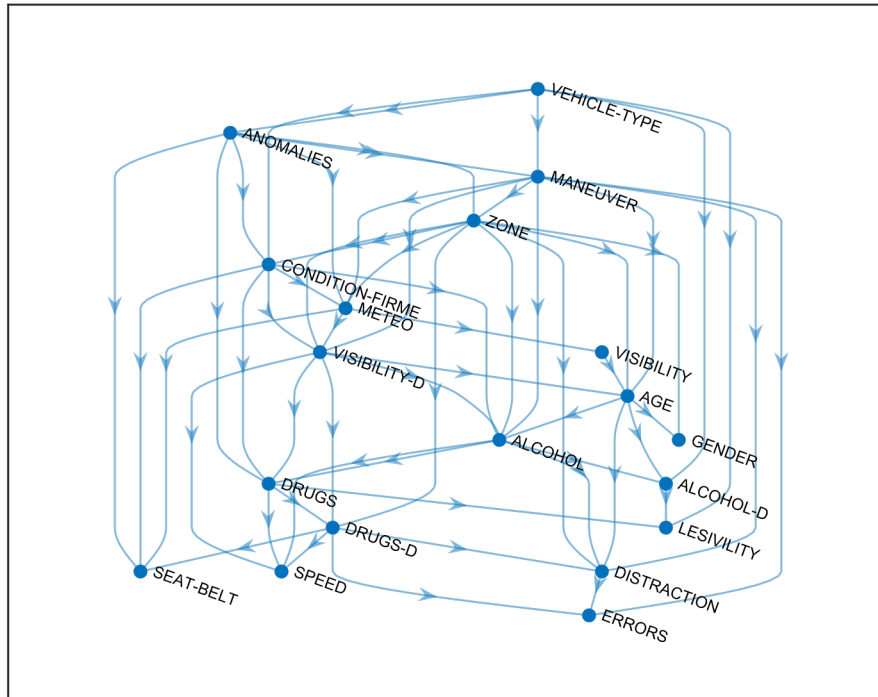 VEHICLE-TYPE
ANOMALIES
MANEUVER
ZONE
CONDITION-FIRME
METEO
VISIBILITY-D
VISIBILITY
AGE
ALCOHOL
GENDER
DRUGS
ALCOHOL-D
DRUGS-D
LESIVILITY
SEAT-BELT
SPEED
DISTRACTION
ERRORS